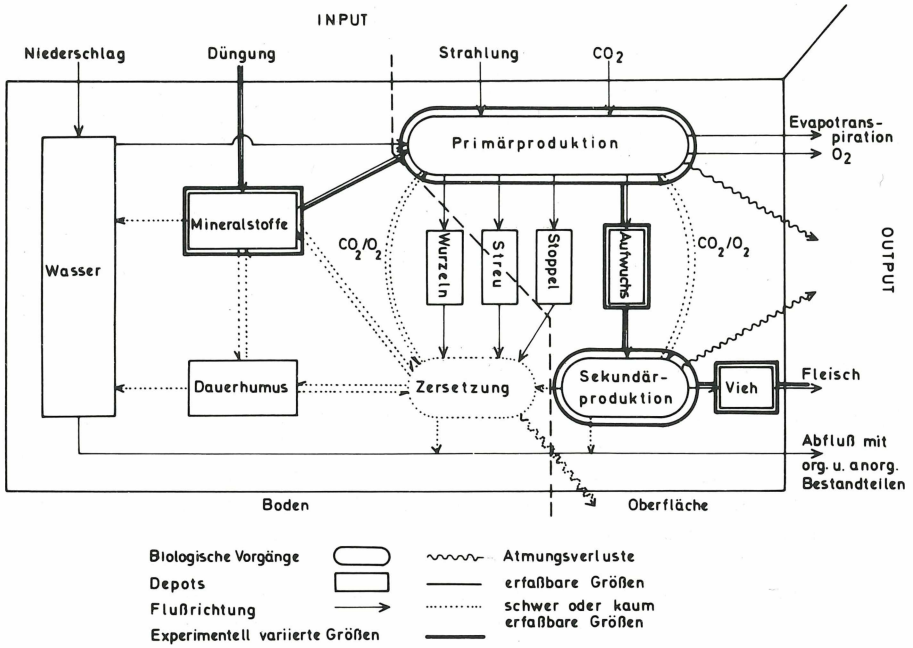 INPUT
Niederschlag
Düngung
Strahlung
CO2
Evapotrans-
piration
O2
Primärproduktion
Mineralstoffe
Wasser
CO2/O2
Wurzeln
Streu
Stoppel
Aufwuchs
CO2/O2
OUTPUT
Dauerhumus
Zersetzung
Sekundär-
produktion
Vieh
Fleisch
Abfluß mit
org. u. anorg.
Bestandteilen
Boden
Oberfläche
Biologische Vorgänge
Atmungsverluste
Depots
erfaßbare Größen
Flußrichtung
schwer oder kaum
erfaßbare Größen
Experimentell variierte Größen